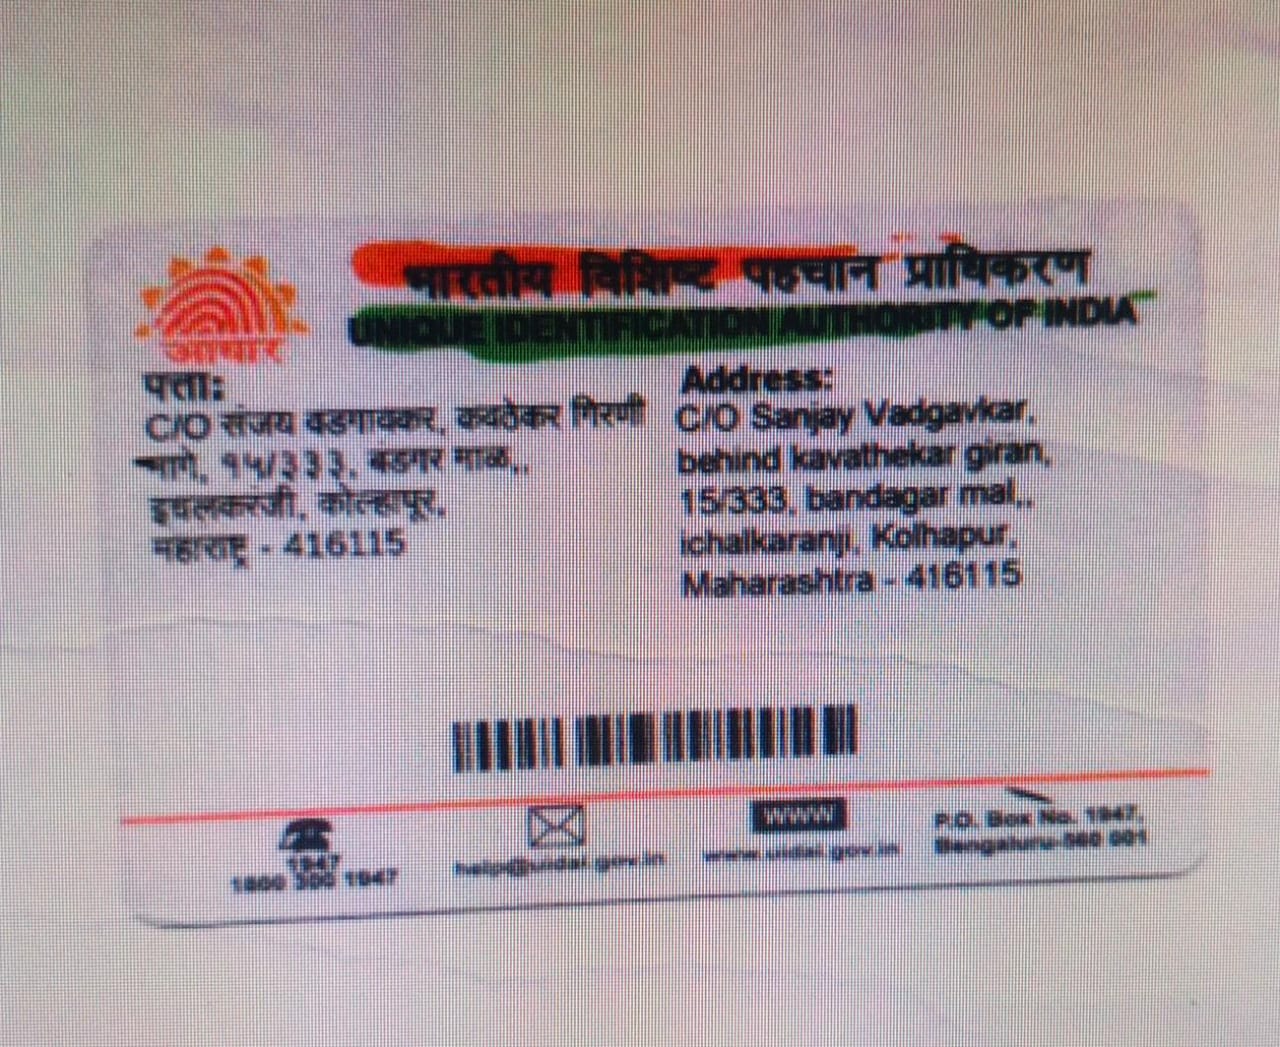 आधार
भारतीय विशिष्ट पहचान प्राधिकरण
UNIQUE IDENTIFICATION AUTHORITY OF INDIA
पत्ता:
C/O संजय वडगावकर, कवठेकर गिरणी
मागे, १५/३३३, बंडगर माळ,,
इचलकरंजी, कोल्हापूर,
महाराष्ट्र - 416115
Address:
C/O Sanjay Vadgavkar,
behind kavathekar giran,
15/333, bandagar mal,,
ichalkaranji, Kolhapur,
Maharashtra - 416115
1947
1800 300 1947
help@uidai.gov.in
WWW
www.uidai.gov.in
P.O. Box No. 1947,
Bengaluru-560 001